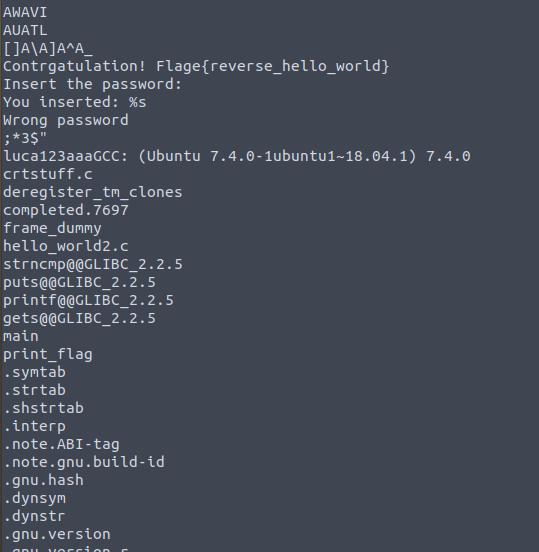 AWAVI
AUATL
[]A\A]A^A_
Contrgatulation! Flage{reverse_hello_world}
Insert the password:
You inserted: %s
Wrong password
;*3$"
luca123aaaGCC: (Ubuntu 7.4.0-1ubuntu1~18.04.1) 7.4.0
crtstuff.c
deregister_tm_clones
completed.7697
frame_dummy
hello_world2.c
strncmp@@GLIBC_2.2.5
puts@@GLIBC_2.2.5
printf@@GLIBC_2.2.5
gets@@GLIBC_2.2.5
main
print_flag
.symtab
.strtab
.shstrtab
.interp
.note.ABI-tag
.note.gnu.build-id
.gnu.hash
.dynsym
.dynstr
.gnu.version
.gnu.version_r